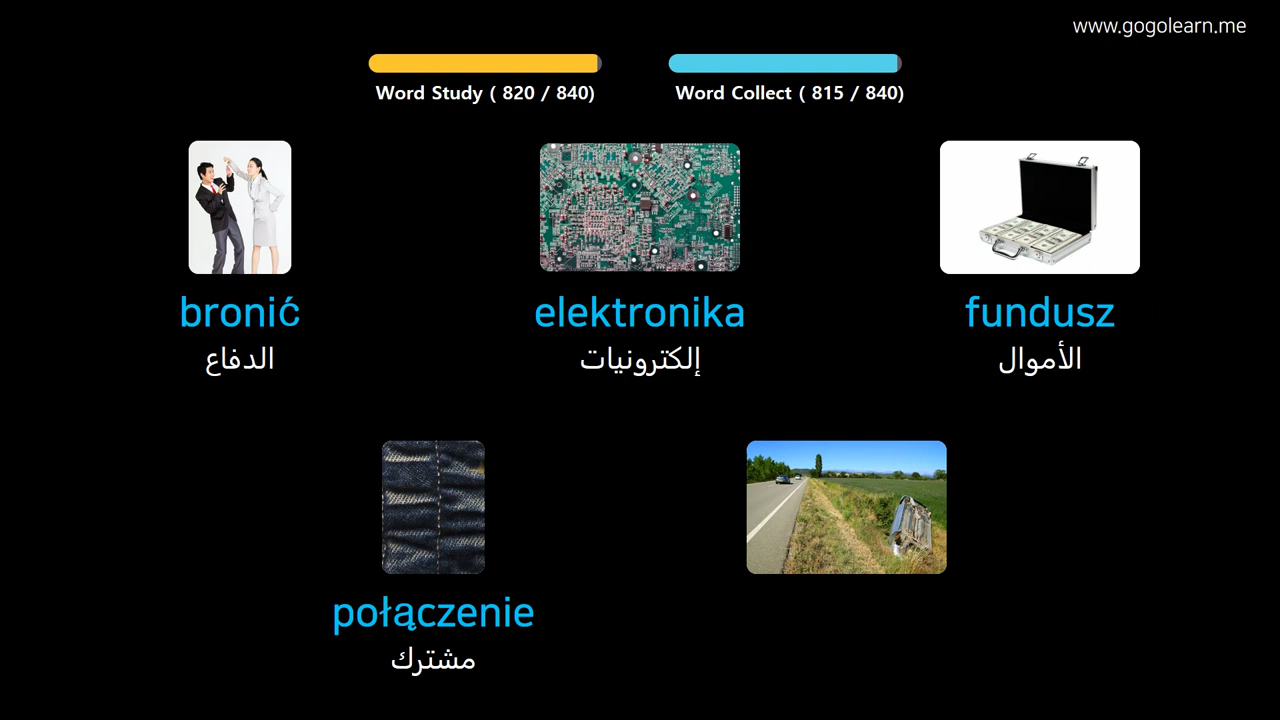 www.gogolearn.me
Word Study ( 820 / 840)
Word Collect ( 815 / 840)
bronić
elektronika
fundusz
الدفاع
إلكترونيات
الأموال
połączenie
مشترك